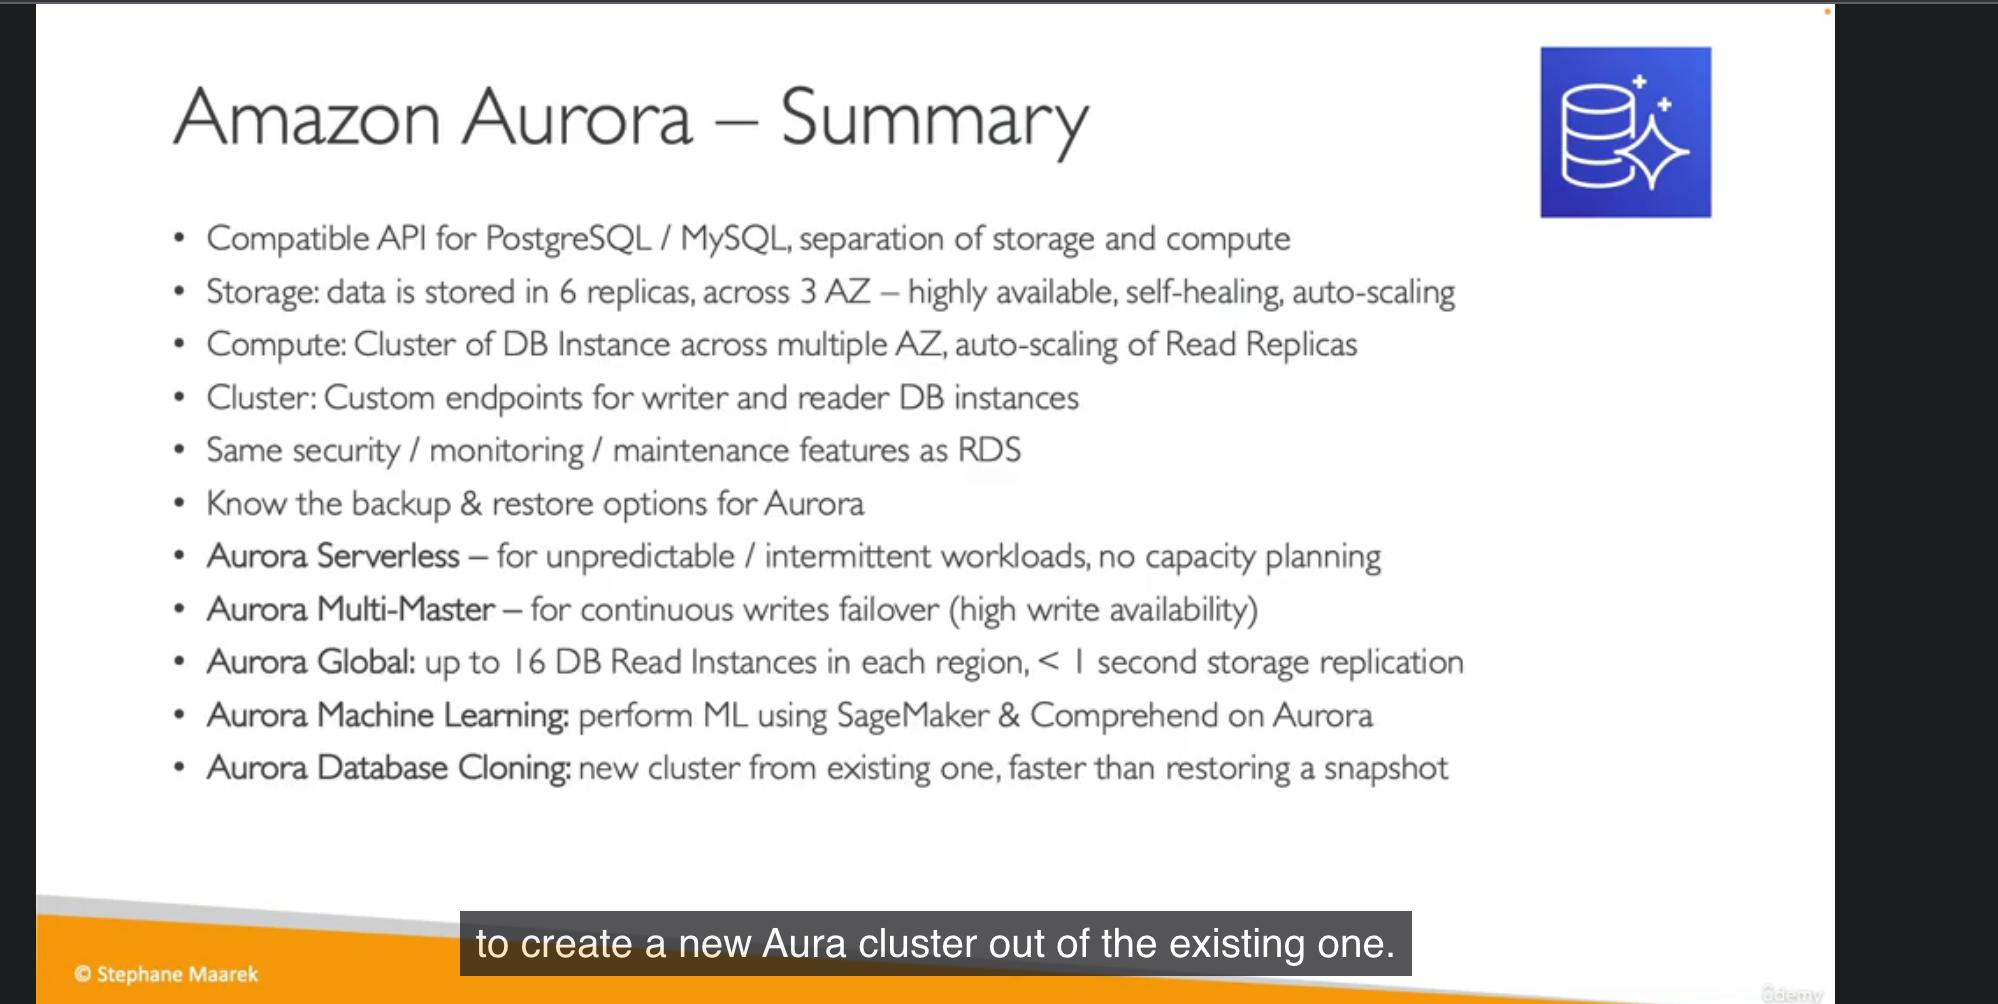 Amazon Aurora – Summary
• Compatible API for PostgreSQL / MySQL, separation of storage and compute
• Storage: data is stored in 6 replicas, across 3 AZ – highly available, self-healing, auto-scaling
• Compute: Cluster of DB Instance across multiple AZ, auto-scaling of Read Replicas
• Cluster: Custom endpoints for writer and reader DB instances
• Same security / monitoring / maintenance features as RDS
• Know the backup & restore options for Aurora
• Aurora Serverless – for unpredictable / intermittent workloads, no capacity planning
• Aurora Multi-Master – for continuous writes failover (high write availability)
• Aurora Global: up to 16 DB Read Instances in each region, < 1 second storage replication
• Aurora Machine Learning: perform ML using SageMaker & Comprehend on Aurora
• Aurora Database Cloning: new cluster from existing one, faster than restoring a snapshot
to create a new Aura cluster out of the existing one.
© Stephane Maarek
ûdemy